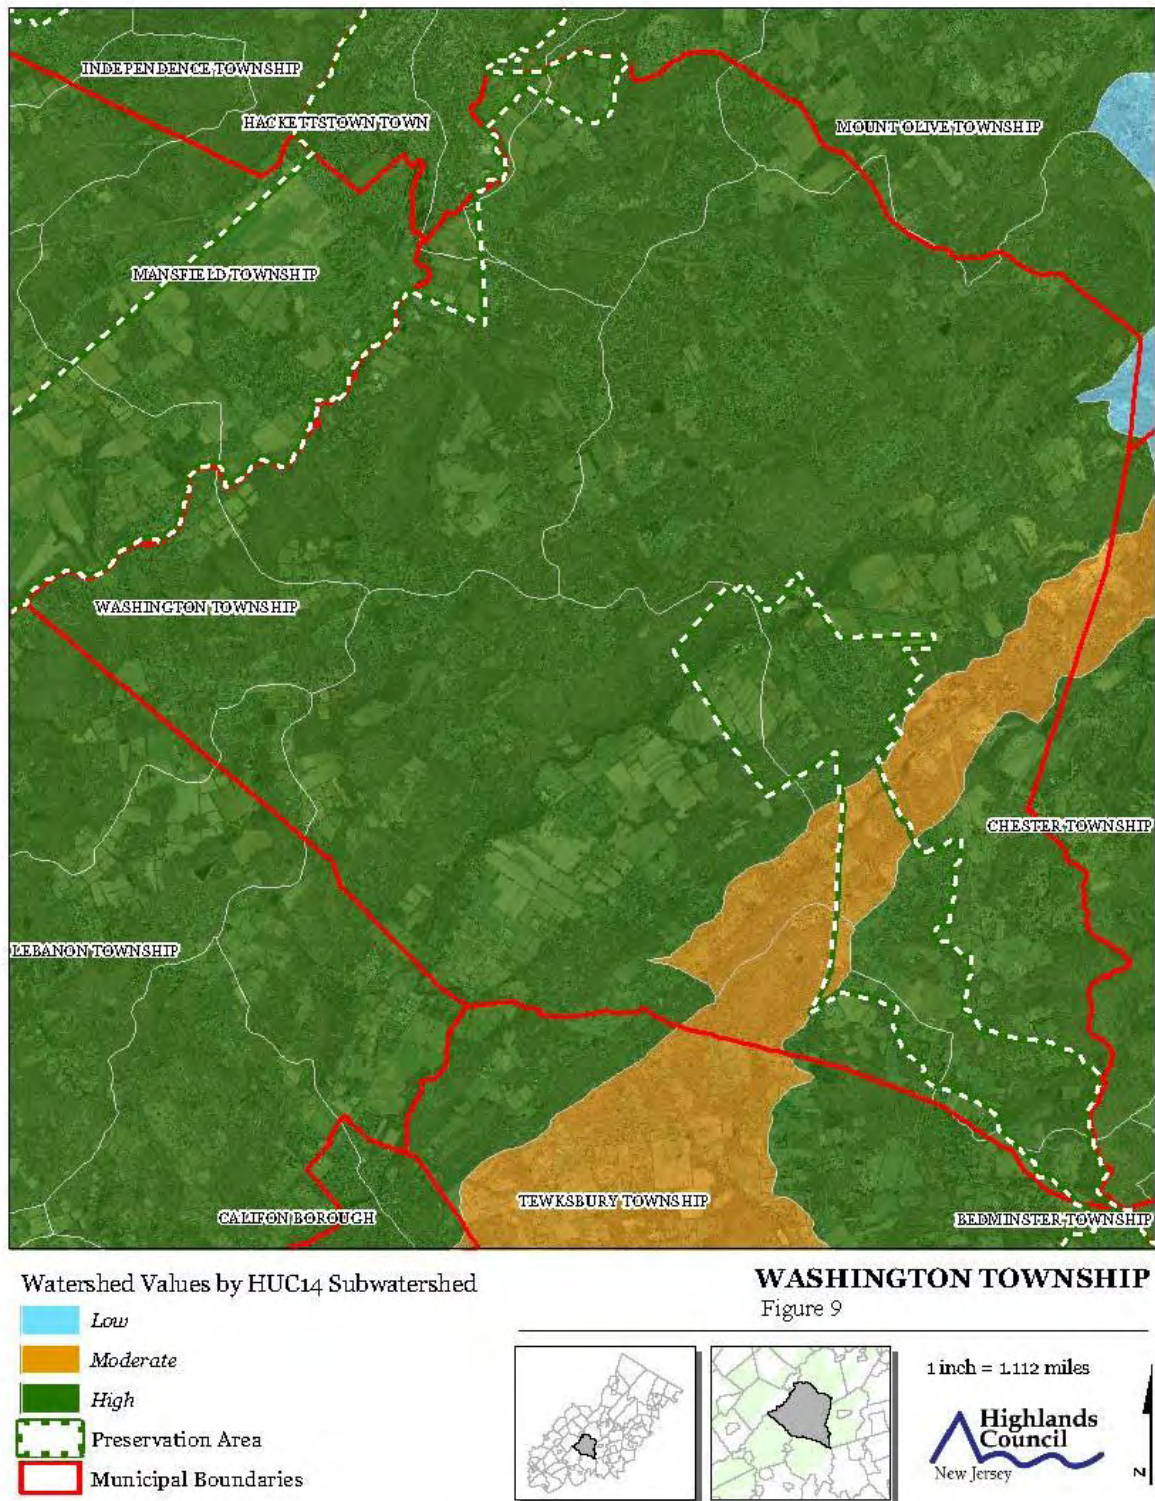 INDEPENDENCE TOWNSHIP
HACKETTSTOWN TOWN
MOUNT OLIVE TOWNSHIP
MANSFIELD TOWNSHIP
WASHINGTON TOWNSHIP
CHESTER TOWNSHIP
LEBANON TOWNSHIP
TEWKSBURY TOWNSHIP
CALIFON BOROUGH
BEDMINSTER TOWNSHIP
Watershed Values by HUC14 Subwatershed
Low
Moderate
High
Preservation Area
Municipal Boundaries
WASHINGTON TOWNSHIP
Figure 9
1 inch = 1.112 miles
Highlands
Council
New Jersey
N